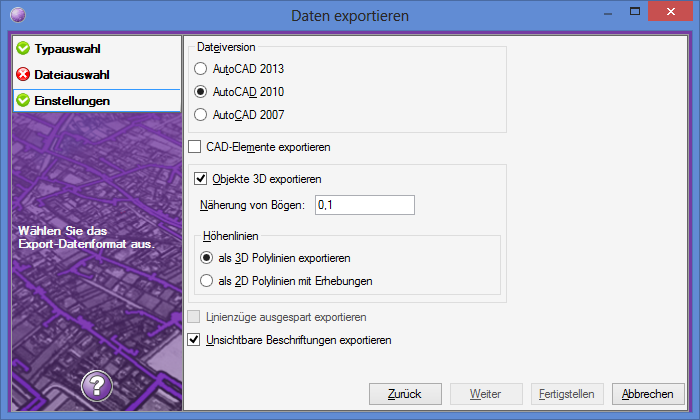 Daten exportieren
Typauswahl
Dateiauswahl
Einstellungen
Wählen Sie das
Export-Datenformat aus.
?
Dateiversion
AutoCAD 2013
AutoCAD 2010
AutoCAD 2007
CAD-Elemente exportieren
Objekte 3D exportieren
Näherung von Bögen: 0,1
Höhenlinien
als 3D Polylinien exportieren
als 2D Polylinien mit Erhebungen
Linienzüge ausgespart exportieren
Unsichtbare Beschriftungen exportieren
Zurück Weiter Fertigstellen Abbrechen